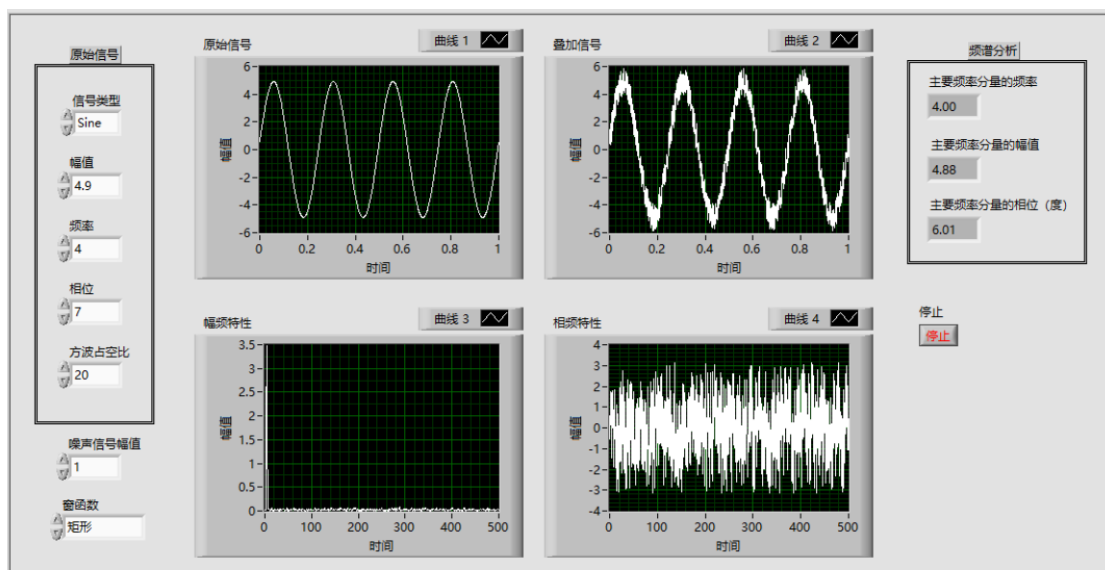 原始信号
信号类型
Sine
幅值
4.9
频率
4
相位
7
方波占空比
20
噪声信号幅值
1
窗函数
矩形
原始信号
曲线 1
幅值
6
4
2
0
-2
-4
-6
0 0.2 0.4 0.6 0.8 1
时间
叠加信号
曲线 2
幅值
6
4
2
0
-2
-4
-6
0 0.2 0.4 0.6 0.8 1
时间
幅频特性
曲线 3
幅值
3.5
3
2.5
2
1.5
1
0.5
0
0 100 200 300 400 500
时间
相频特性
曲线 4
幅值
4
3
2
1
0
-1
-2
-3
-4
0 100 200 300 400 500
时间
频谱分析
主要频率分量的频率
4.00
主要频率分量的幅值
4.88
主要频率分量的相位（度）
6.01
停止
停止